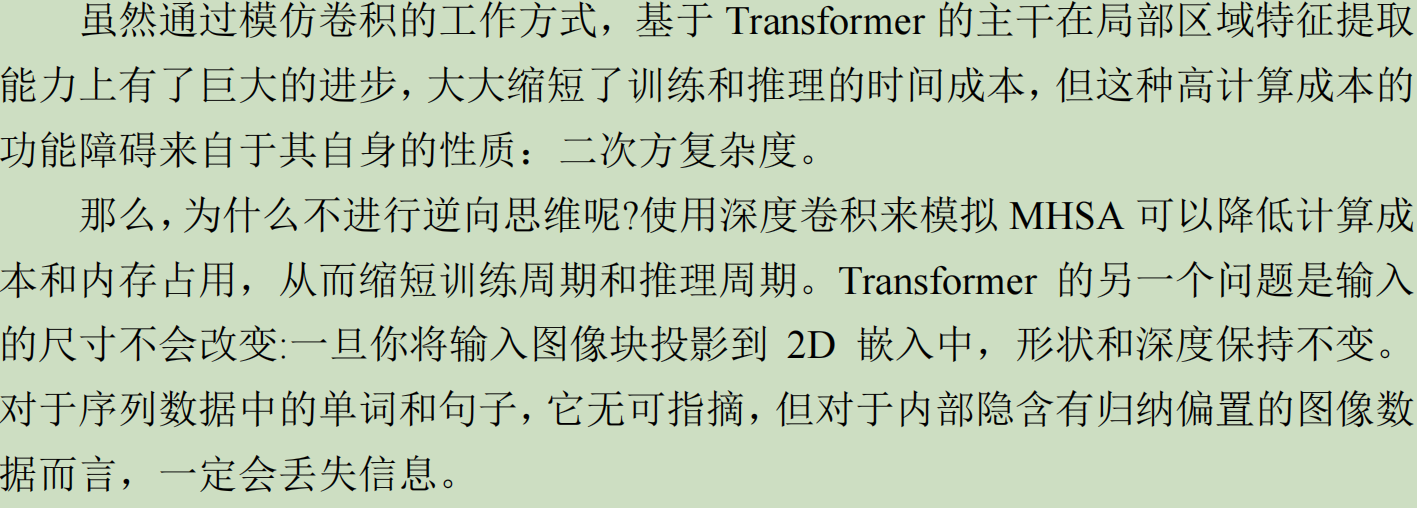 虽然通过模仿卷积的工作方式，基于 Transformer 的主干在局部区域特征提取
能力上有了巨大的进步，大大缩短了训练和推理的时间成本，但这种高计算成本的
功能障碍来自于其自身的性质：二次方复杂度。
那么，为什么不进行逆向思维呢?使用深度卷积来模拟 MHSA 可以降低计算成
本和内存占用，从而缩短训练周期和推理周期。Transformer 的另一个问题是输入
的尺寸不会改变:一旦你将输入图像块投影到 2D 嵌入中，形状和深度保持不变。
对于序列数据中的单词和句子，它无可指摘，但对于内部隐含有归纳偏置的图像数
据而言，一定会丢失信息。